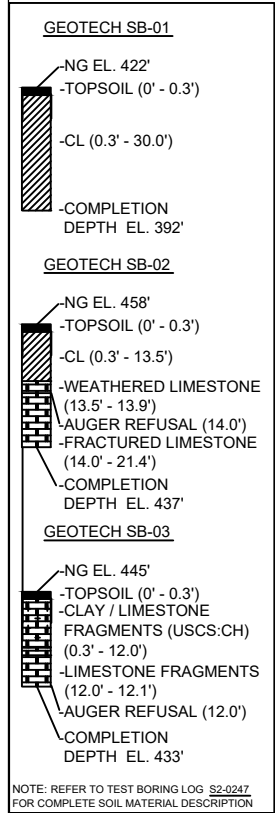 GEOTECH SB-01
-NG EL. 422'
-TOPSOIL (0' - 0.3')
-CL (0.3' - 30.0')
-COMPLETION
DEPTH EL. 392'
GEOTECH SB-02
-NG EL. 458'
-TOPSOIL (0' - 0.3')
-CL (0.3' - 13.5')
-WEATHERED LIMESTONE
(13.5' - 13.9')
-AUGER REFUSAL (14.0')
-FRACTURED LIMESTONE
(14.0' - 21.4')
-COMPLETION
DEPTH EL. 437'
GEOTECH SB-03
-NG EL. 445'
-TOPSOIL (0' - 0.3')
-CLAY / LIMESTONE
FRAGMENTS (USCS:CH)
(0.3' - 12.0')
-LIMESTONE FRAGMENTS
(12.0' - 12.1')
-AUGER REFUSAL (12.0')
-COMPLETION
DEPTH EL. 433'
NOTE: REFER TO TEST BORING LOG S2-0247
FOR COMPLETE SOIL MATERIAL DESCRIPTION